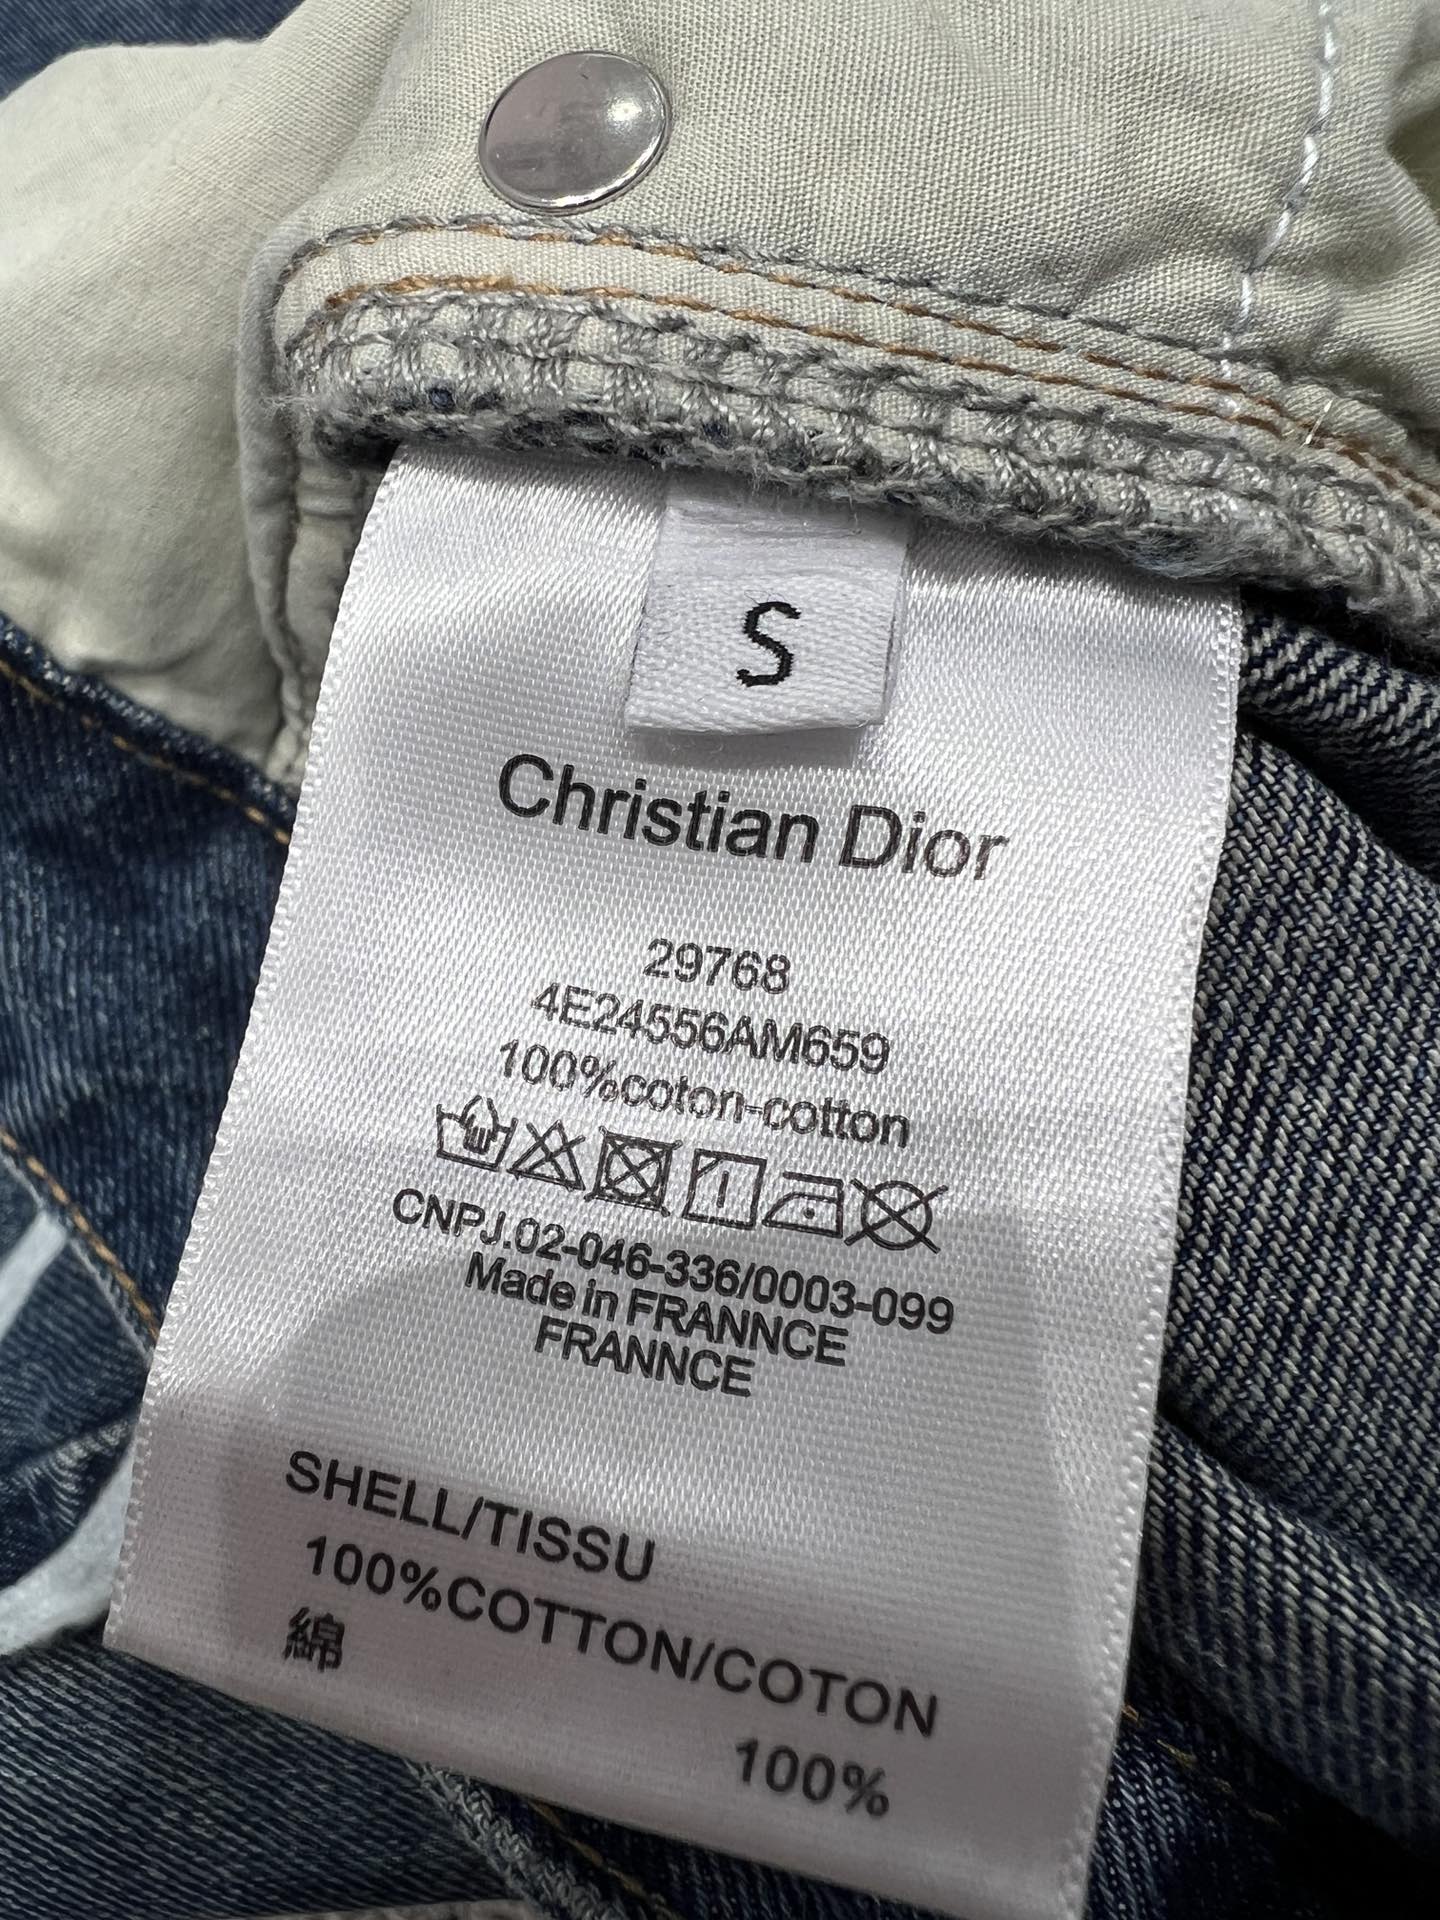 S
Christian Dior
29768
4E24556AM659
100%coton-cotton
CNPJ.02-046-336/0003-099
Made in FRANNCE
FRANNCE
SHELL/TISSU
100%COTTON/COTON
綿
100%